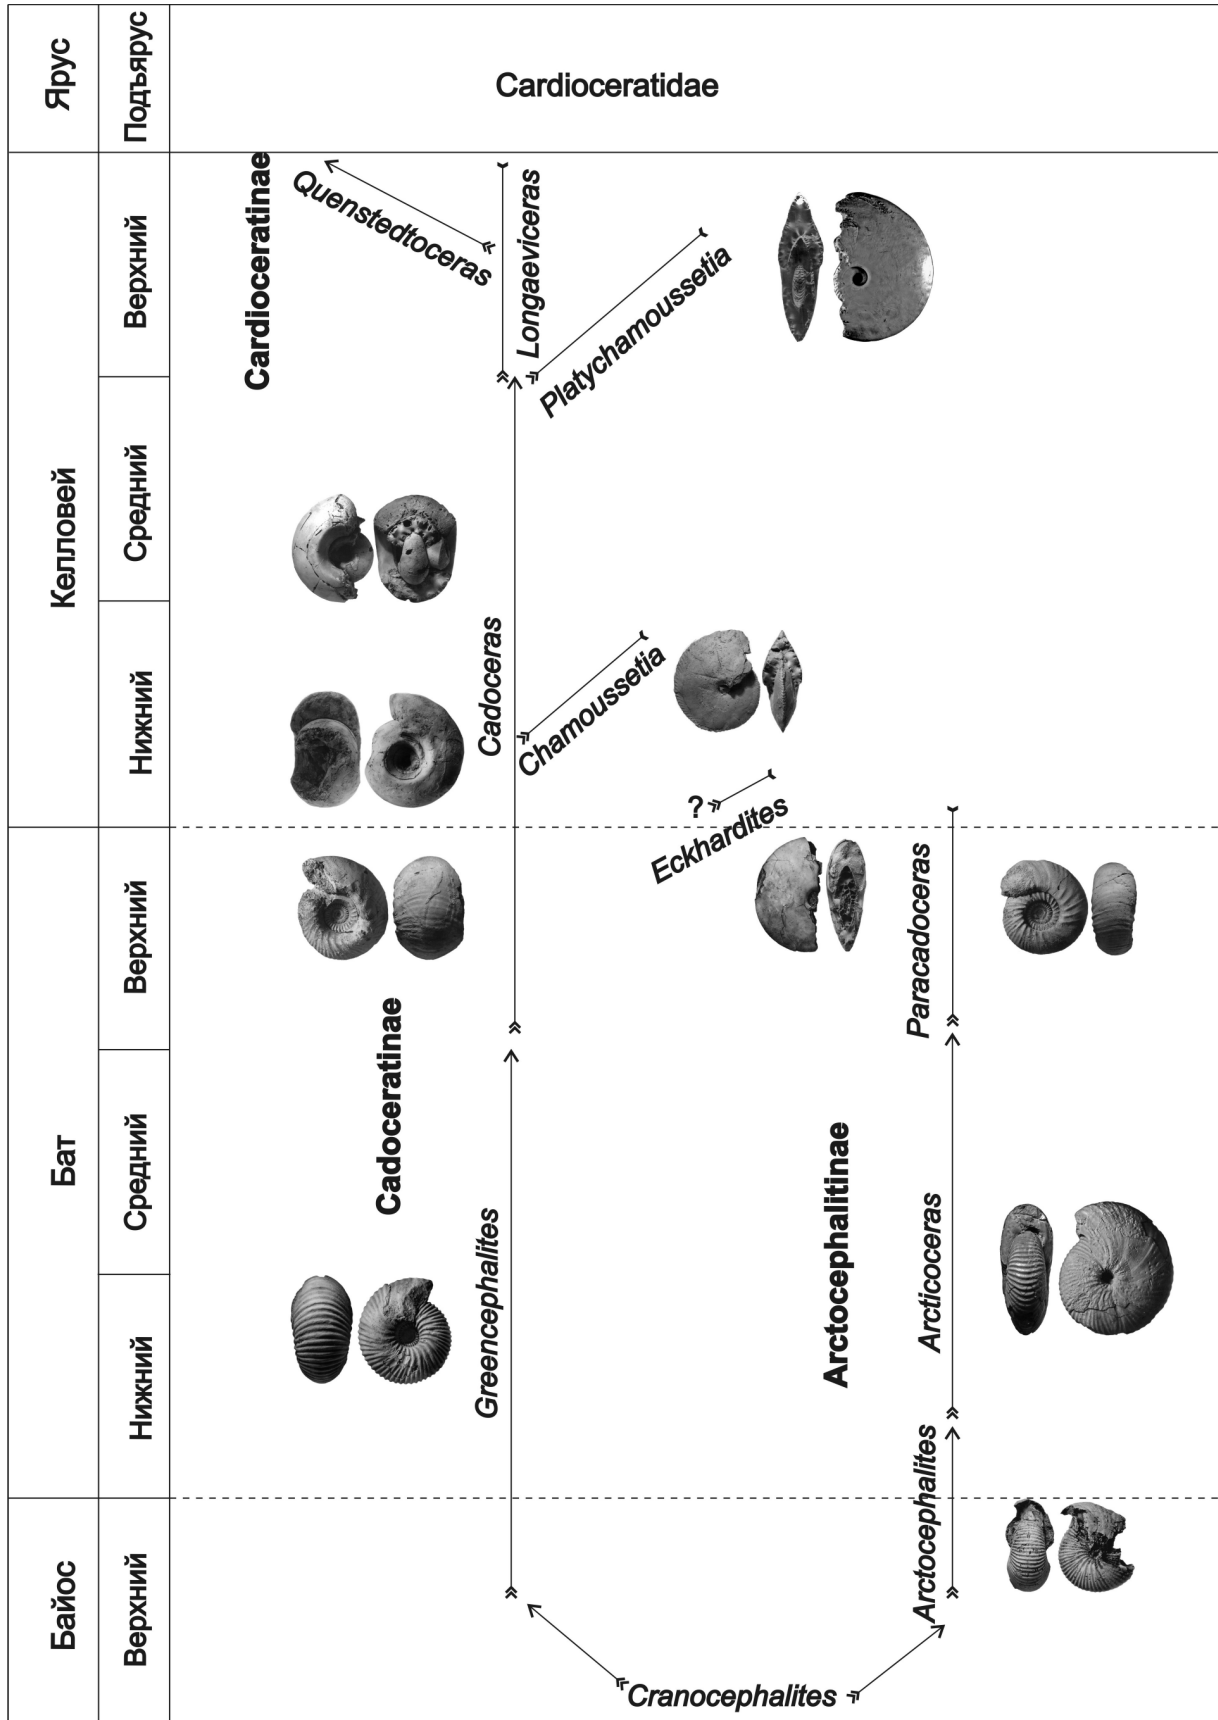 Ярус
Подъярус
Cardioceratidae
Келловей
Верхний
Cardioceratinae
Quenstedtoceras
Longaeviceras
Platychamoussetia
Средний
Нижний
Cadoceras
Chamoussetia
?
Eckhardites
Бат
Верхний
Paracadoceras
Cadoceratinae
Средний
Greencephalites
Arctocephalitinae
Arcticoceras
Нижний
Arctocephalites
Байос
Верхний
Cranocephalites